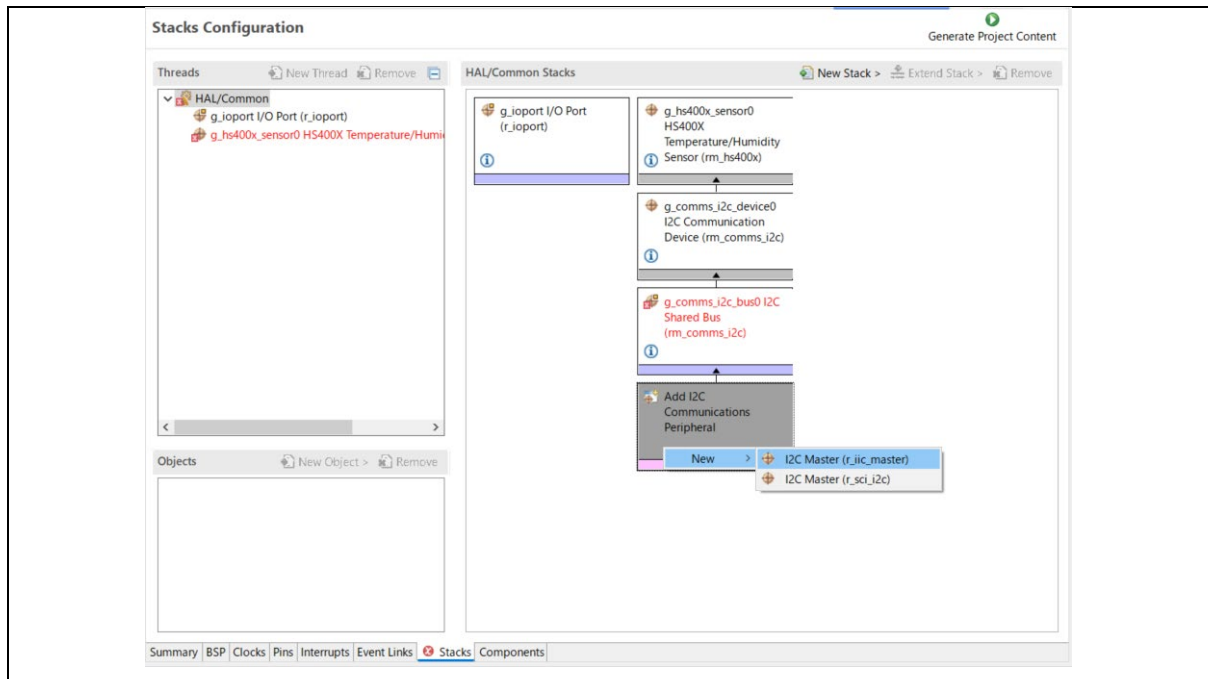 Stacks Configuration
Generate Project Content
Threads
New Thread
Remove
HAL/Common
g_ioport I/O Port (r_ioport)
g_hs400x_sensor0 HS400X Temperature/Humi
Objects
New Object >
Remove
HAL/Common Stacks
New Stack >
Extend Stack >
Remove
g_ioport I/O Port
(r_ioport)
g_hs400x_sensor0
HS400X
Temperature/Humidity
Sensor (rm_hs400x)
g_comms_i2c_device0
I2C Communication
Device (rm_comms_i2c)
g_comms_i2c_bus0 I2C
Shared Bus
(rm_comms_i2c)
Add I2C
Communications
Peripheral
New >
I2C Master (r_iic_master)
I2C Master (r_sci_i2c)
Summary BSP Clocks Pins Interrupts Event Links Stacks Components